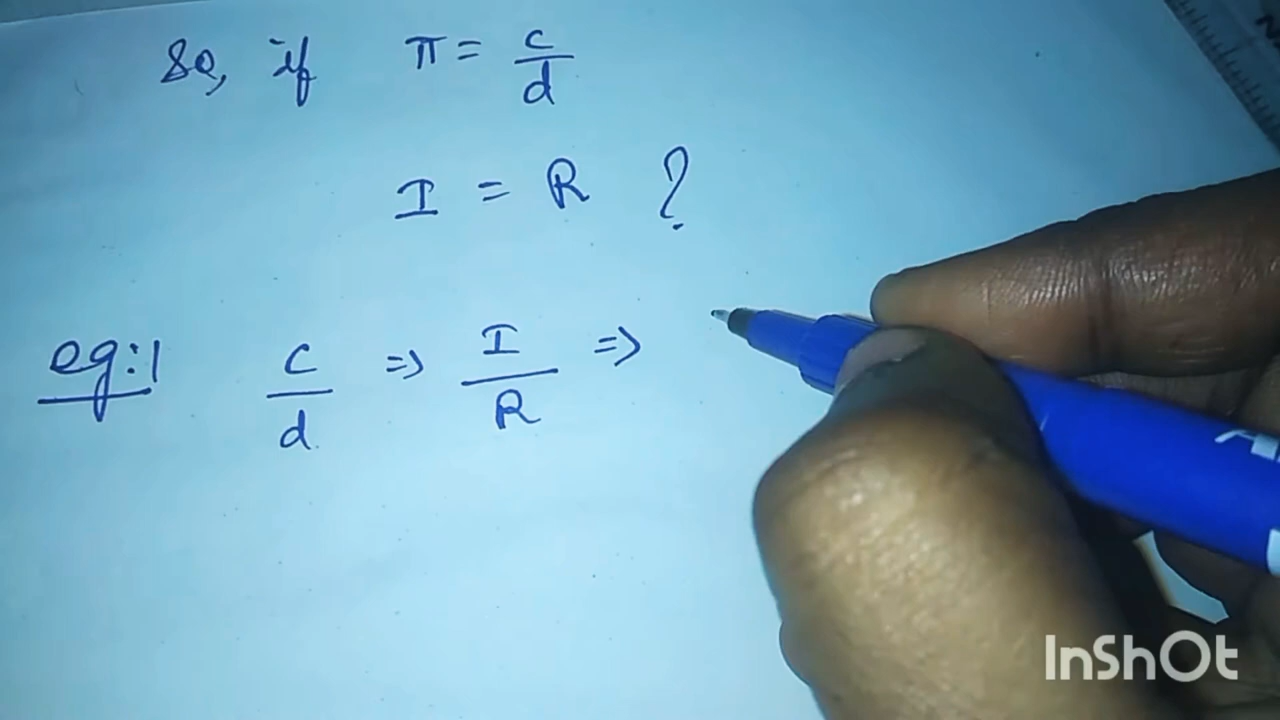 So, if π = c/d
I = R ?
eg:1 C/d => I/R =>
InShOt